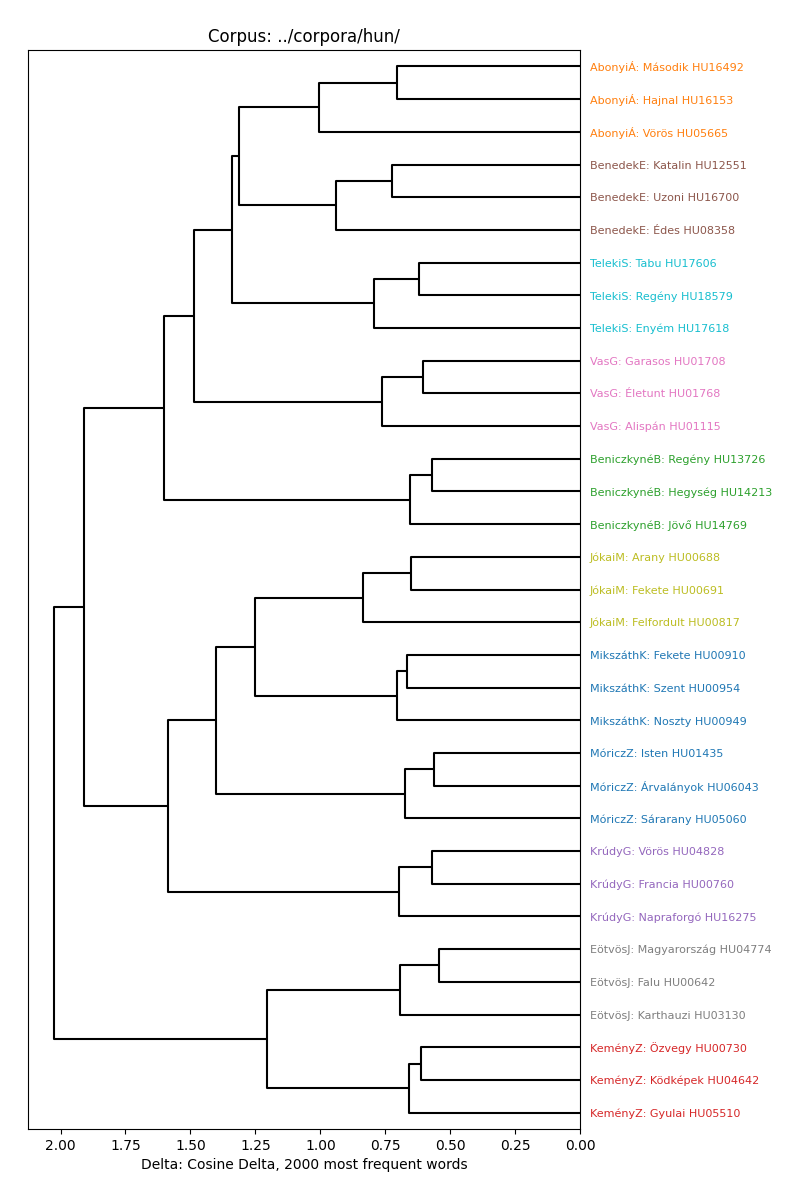 Corpus: ../corpora/hun/
AbonyiÁ: Második HU16492
AbonyiÁ: Hajnal HU16153
AbonyiÁ: Vörös HU05665
BenedekE: Katalin HU12551
BenedekE: Uzoni HU16700
BenedekE: Édes HU08358
TelekiS: Tabu HU17606
TelekiS: Regény HU18579
TelekiS: Enyém HU17618
VasG: Garasos HU01708
VasG: Életunt HU01768
VasG: Alispán HU01115
BeniczkynéB: Regény HU13726
BeniczkynéB: Hegység HU14213
BeniczkynéB: Jövő HU14769
JókaiM: Arany HU00688
JókaiM: Fekete HU00691
JókaiM: Felfordult HU00817
MikszáthK: Fekete HU00910
MikszáthK: Szent HU00954
MikszáthK: Noszty HU00949
MóriczZ: Isten HU01435
MóriczZ: Árvalányok HU06043
MóriczZ: Sárarany HU05060
KrúdyG: Vörös HU04828
KrúdyG: Francia HU00760
KrúdyG: Napraforgó HU16275
EötvösJ: Magyarország HU04774
EötvösJ: Falu HU00642
EötvösJ: Karthauzi HU03130
KeményZ: Özvegy HU00730
KeményZ: Ködképek HU04642
KeményZ: Gyulai HU05510
2.00 1.75 1.50 1.25 1.00 0.75 0.50 0.25 0.00
Delta: Cosine Delta, 2000 most frequent words